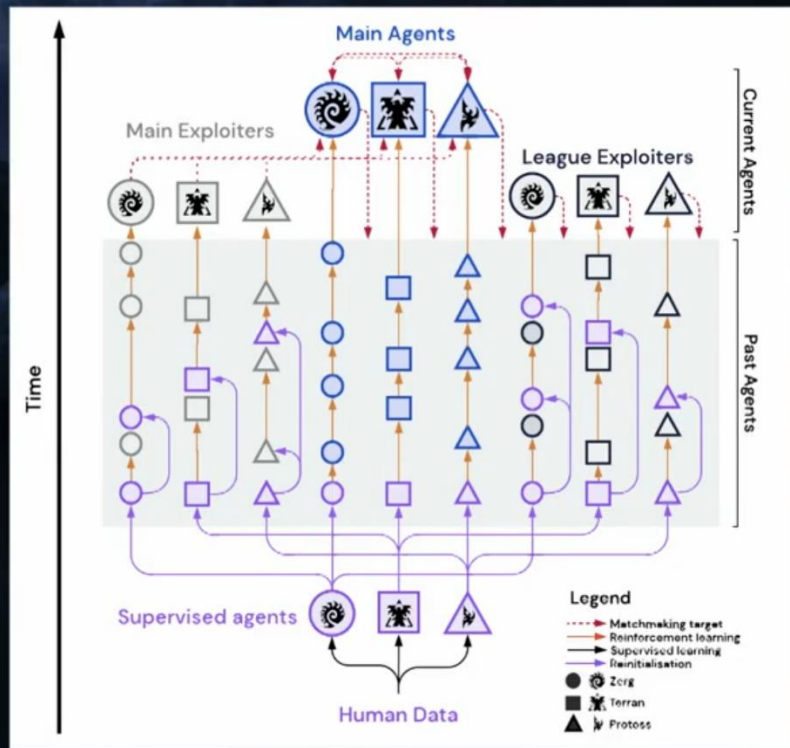 Main Agents
Main Exploiters
League Exploiters
Current Agents
Past Agents
Time
Supervised agents
Human Data
Legend
Matchmaking target
Reinforcement learning
Supervised learning
Reinitialisation
Zerg
Terran
Protoss